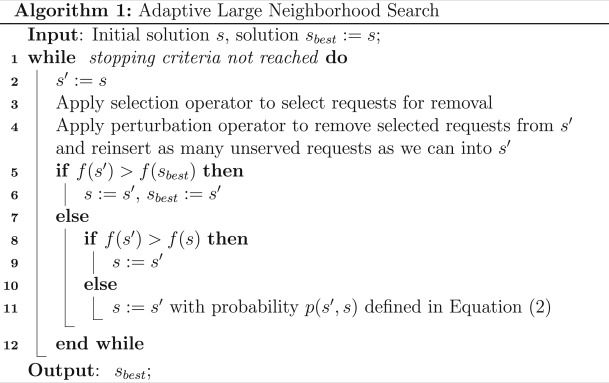 Algorithm 1: Adaptive Large Neighborhood Search
Input: Initial solution s, solution s_best := s;
1 while stopping criteria not reached do
2 s′ := s
3 Apply selection operator to select requests for removal
4 Apply perturbation operator to remove selected requests from s′
and reinsert as many unserved requests as we can into s′
5 if f(s′) > f(s_best) then
6 s := s′, s_best := s′
7 else
8 if f(s′) > f(s) then
9 s := s′
10 else
11 s := s′ with probability p(s′, s) defined in Equation (2)
12 end while
Output: s_best;